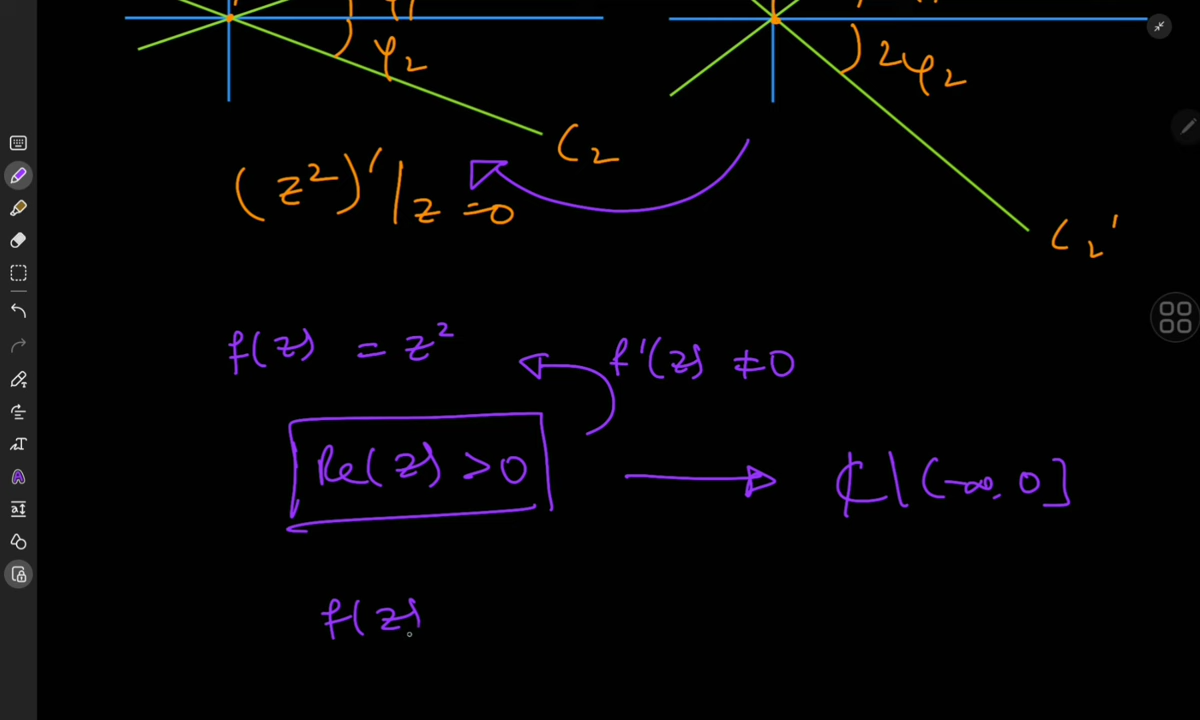 φ₂
2φ₂
C₂
(z²)'|z=0
C₂'
f(z) = z²
f'(z) ≠ 0
Re(z) > 0
ℂ\(-∞, 0]
f(z)